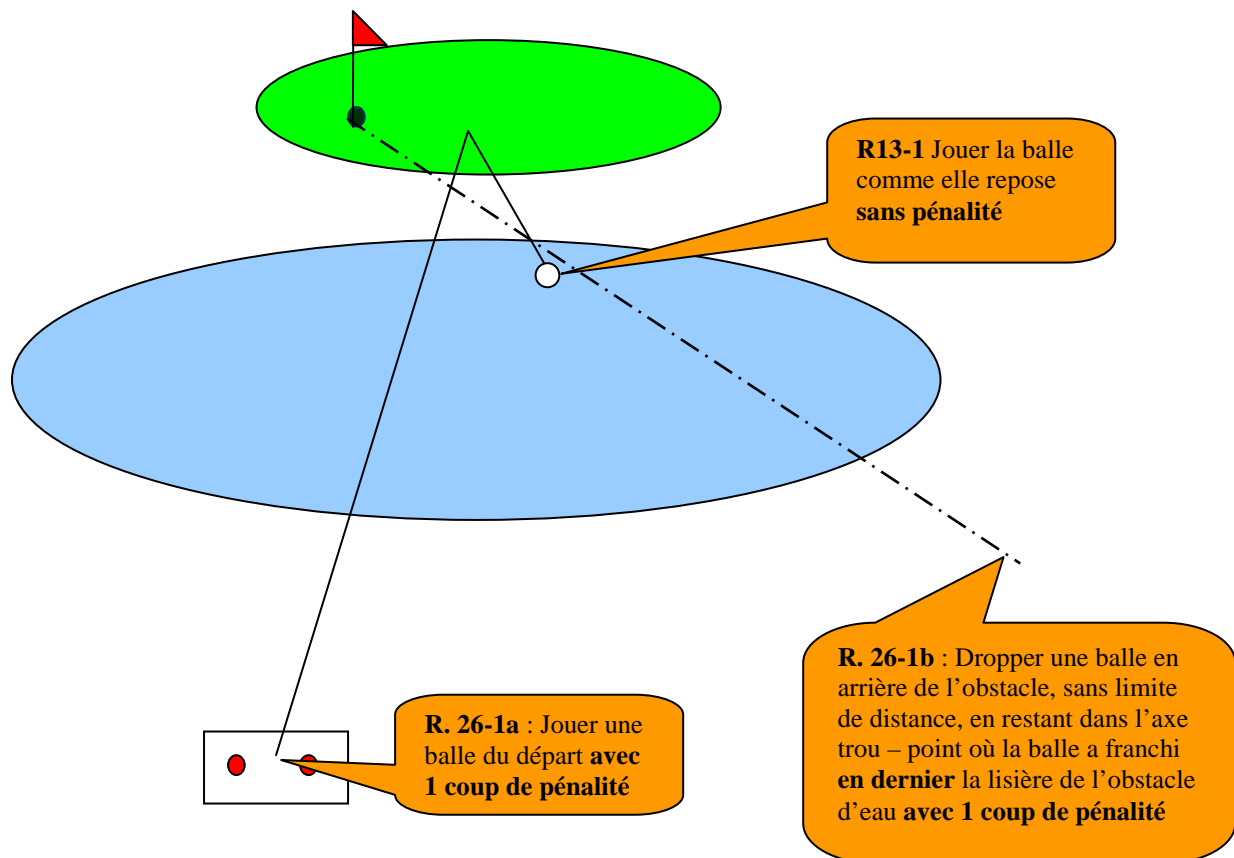 R13-1 Jouer la balle
comme elle repose
sans pénalité
R. 26-1a : Jouer une
balle du départ avec
1 coup de pénalité
R. 26-1b : Dropper une balle en
arrière de l’obstacle, sans limite
de distance, en restant dans l’axe
trou – point où la balle a franchi
en dernier la lisière de l’obstacle
d’eau avec 1 coup de pénalité